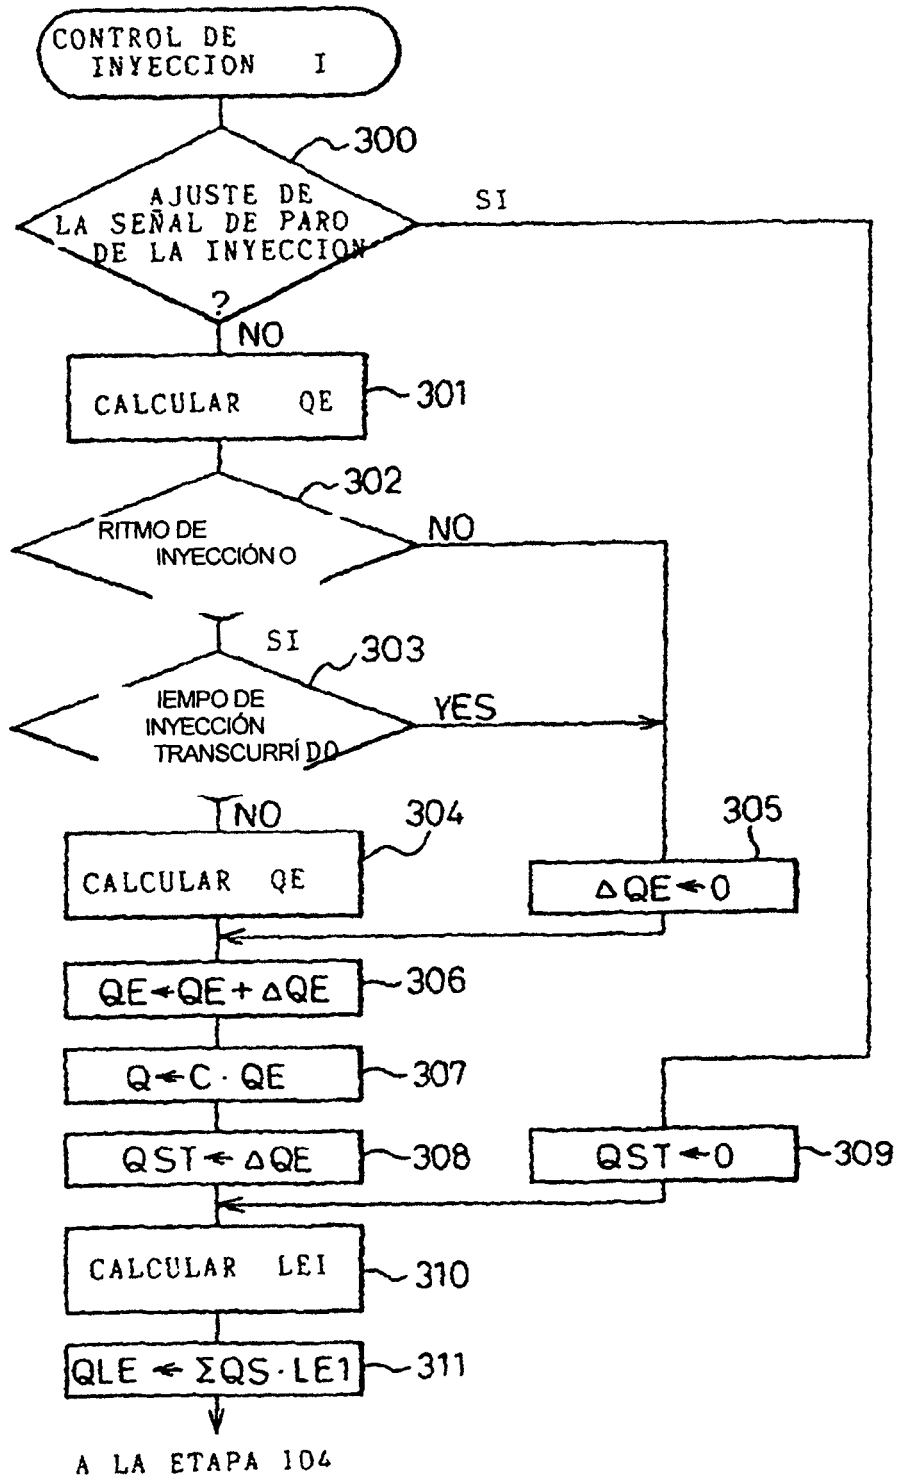 CONTROL DE
INYECCION I
300
AJUSTE DE
LA SEÑAL DE PARO
DE LA INYECCION
?
SI
NO
CALCULAR QE
301
302
RITMO DE
INYECCIÓN O
NO
SI
303
IEMPO DE
INYECCIÓN
TRANSCURRÍDO
YES
NO
304
CALCULAR QE
305
ΔQE←0
QE←QE+ΔQE
306
Q←C·QE
307
QST←ΔQE
308
QST←0
309
CALCULAR LEI
310
QLE ← ΣQS·LE1
311
A LA ETAPA 104